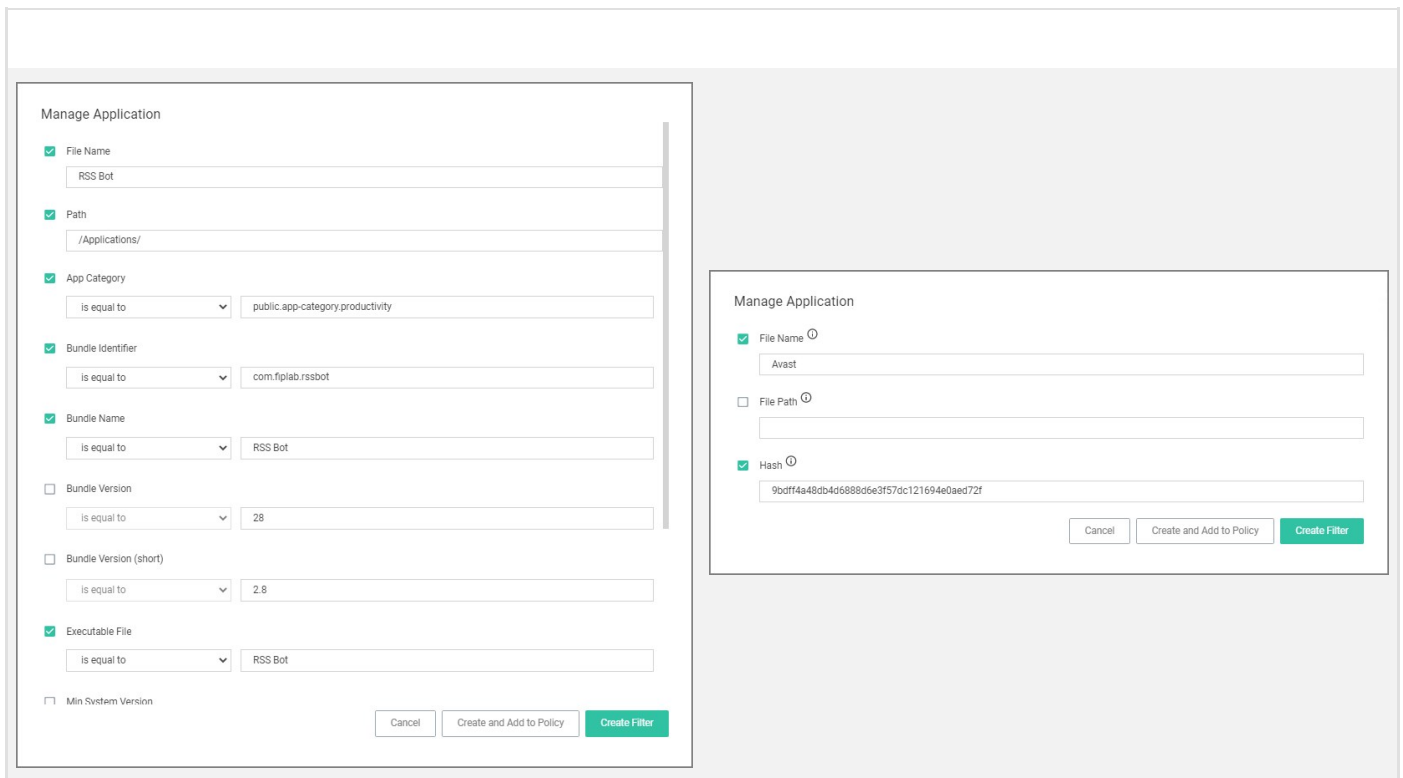 Manage Application
File Name
RSS Bot
Path
/Applications/
App Category
is equal to public.app-category.productivity
Bundle Identifier
is equal to com.fiplab.rssbot
Bundle Name
is equal to RSS Bot
Bundle Version
is equal to 28
Bundle Version (short)
is equal to 2.8
Executable File
is equal to RSS Bot
Min System Version
Cancel Create and Add to Policy Create Filter
Manage Application
File Name
Avast
File Path
Hash
9bdff4a48db4d6888d6e3f57dc121694e0aed72f
Cancel Create and Add to Policy Create Filter